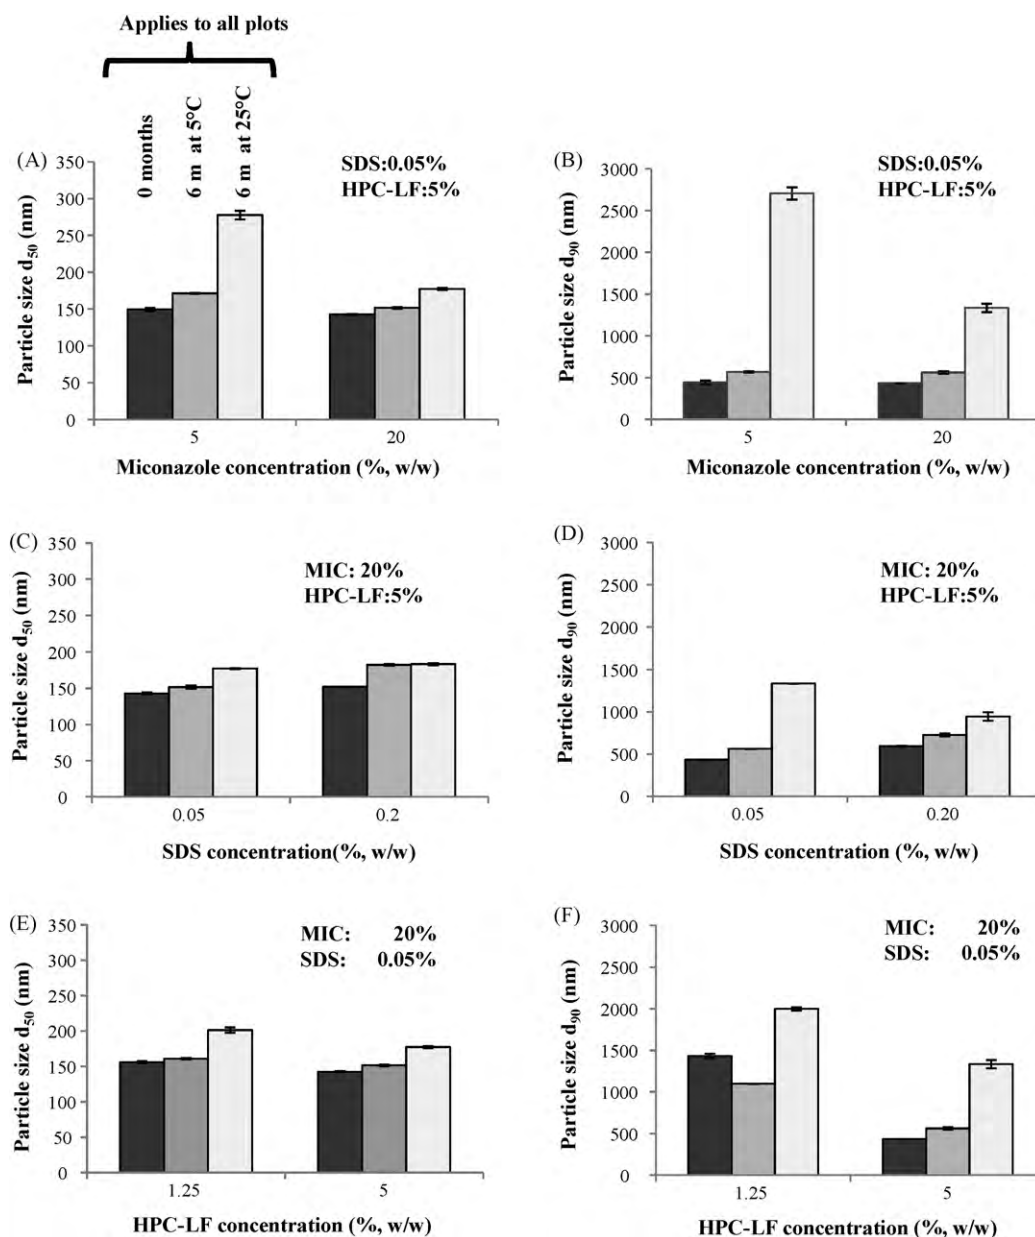 Applies to all plots
0 months
6 m at 5°C
6 m at 25°C
(A)
SDS:0.05%
HPC-LF:5%
Particle size d50 (nm)
350
300
250
200
150
100
50
0
5
20
Miconazole concentration (%, w/w)
(B)
SDS:0.05%
HPC-LF:5%
Particle size d90 (nm)
3000
2500
2000
1500
1000
500
0
5
20
Miconazole concentration (%, w/w)
(C)
MIC: 20%
HPC-LF:5%
Particle size d50 (nm)
350
300
250
200
150
100
50
0
0.05
0.2
SDS concentration(%, w/w)
(D)
MIC: 20%
HPC-LF:5%
Particle size d90 (nm)
3000
2500
2000
1500
1000
500
0
0.05
0.20
SDS concentration (%, w/w)
(E)
MIC: 20%
SDS: 0.05%
Particle size d50 (nm)
350
300
250
200
150
100
50
0
1.25
5
HPC-LF concentration (%, w/w)
(F)
MIC: 20%
SDS: 0.05%
Particle size d90 (nm)
3000
2500
2000
1500
1000
500
0
1.25
5
HPC-LF concentration (%, w/w)